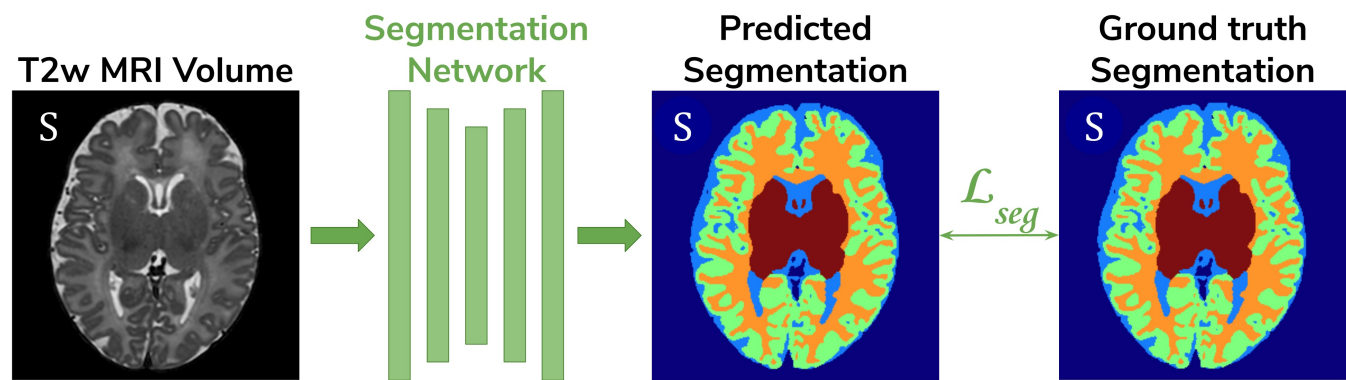 T2w MRI Volume
S
Segmentation
Network
Predicted
Segmentation
S
ℒseg
Ground truth
Segmentation
S